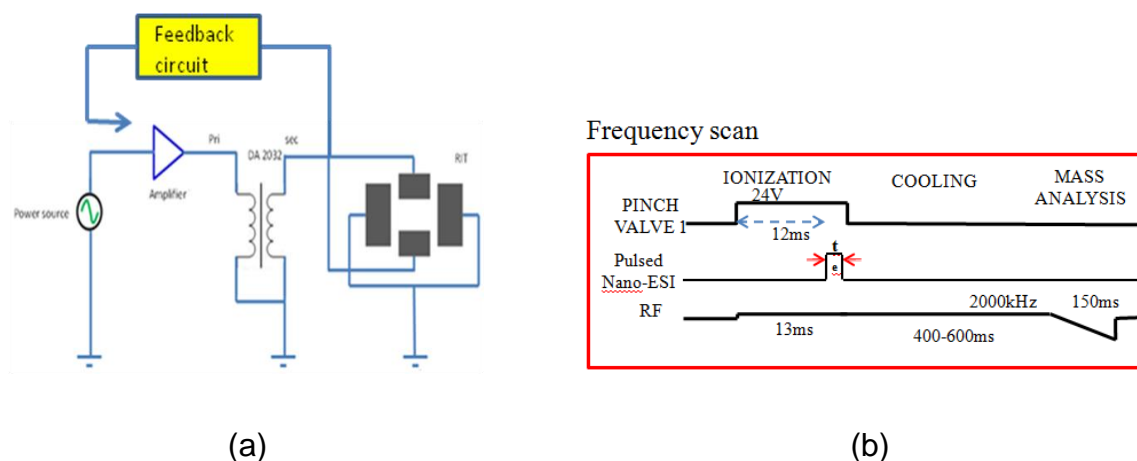 Feedback
circuit
Pri
sec
DA 2032
RIT
Amplifier
Power source
(a)
Frequency scan
IONIZATION
COOLING
MASS
ANALYSIS
24V
PINCH
VALVE 1
12ms
t
e
Pulsed
Nano-ESI
RF
2000kHz
150ms
13ms
400-600ms
(b)